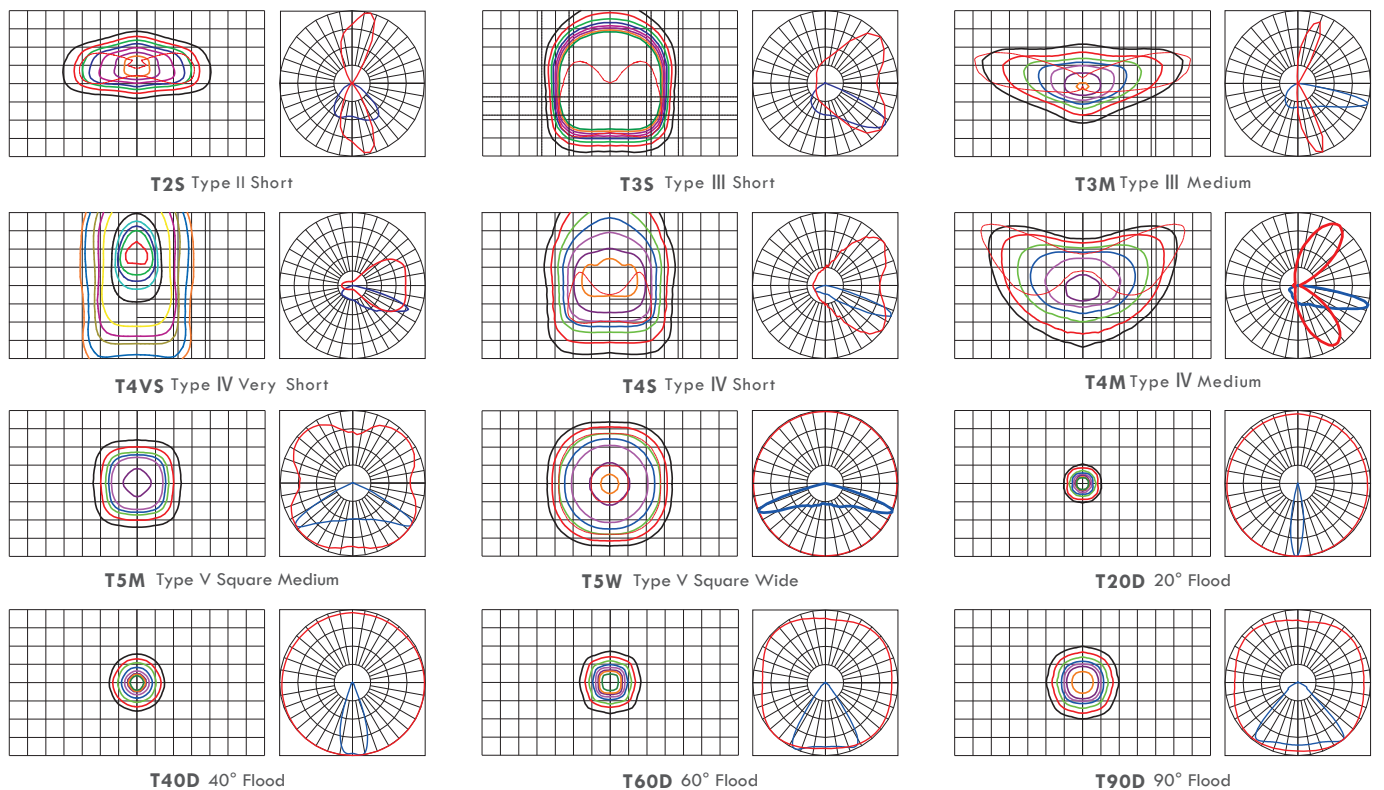 T2S Type II Short
T3S Type III Short
T3M Type III Medium
T4VS Type IV Very Short
T4S Type IV Short
T4M Type IV Medium
T5M Type V Square Medium
T5W Type V Square Wide
T20D 20° Flood
T40D 40° Flood
T60D 60° Flood
T90D 90° Flood